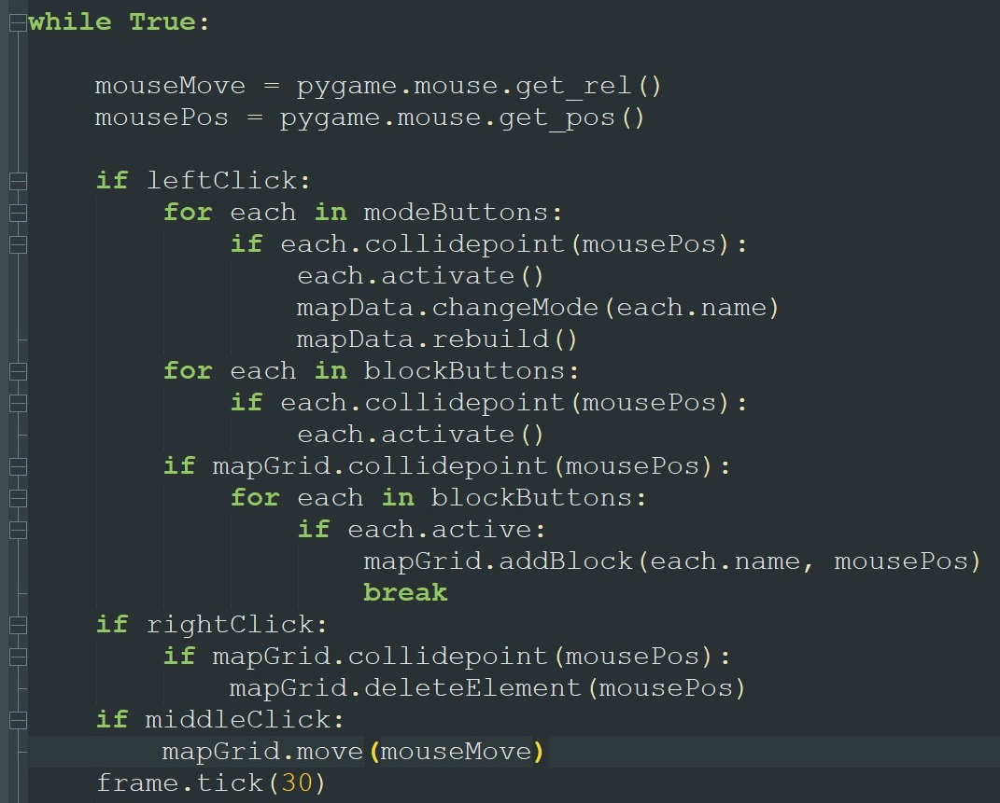 while True:
    mouseMove = pygame.mouse.get_rel()
    mousePos = pygame.mouse.get_pos()
    if leftClick:
        for each in modeButtons:
            if each.collidepoint(mousePos):
                each.activate()
                mapData.changeMode(each.name)
                mapData.rebuild()
        for each in blockButtons:
            if each.collidepoint(mousePos):
                each.activate()
        if mapGrid.collidepoint(mousePos):
            for each in blockButtons:
                if each.active:
                    mapGrid.addBlock(each.name, mousePos)
                    break
    if rightClick:
        if mapGrid.collidepoint(mousePos):
            mapGrid.deleteElement(mousePos)
    if middleClick:
        mapGrid.move(mouseMove)
    frame.tick(30)